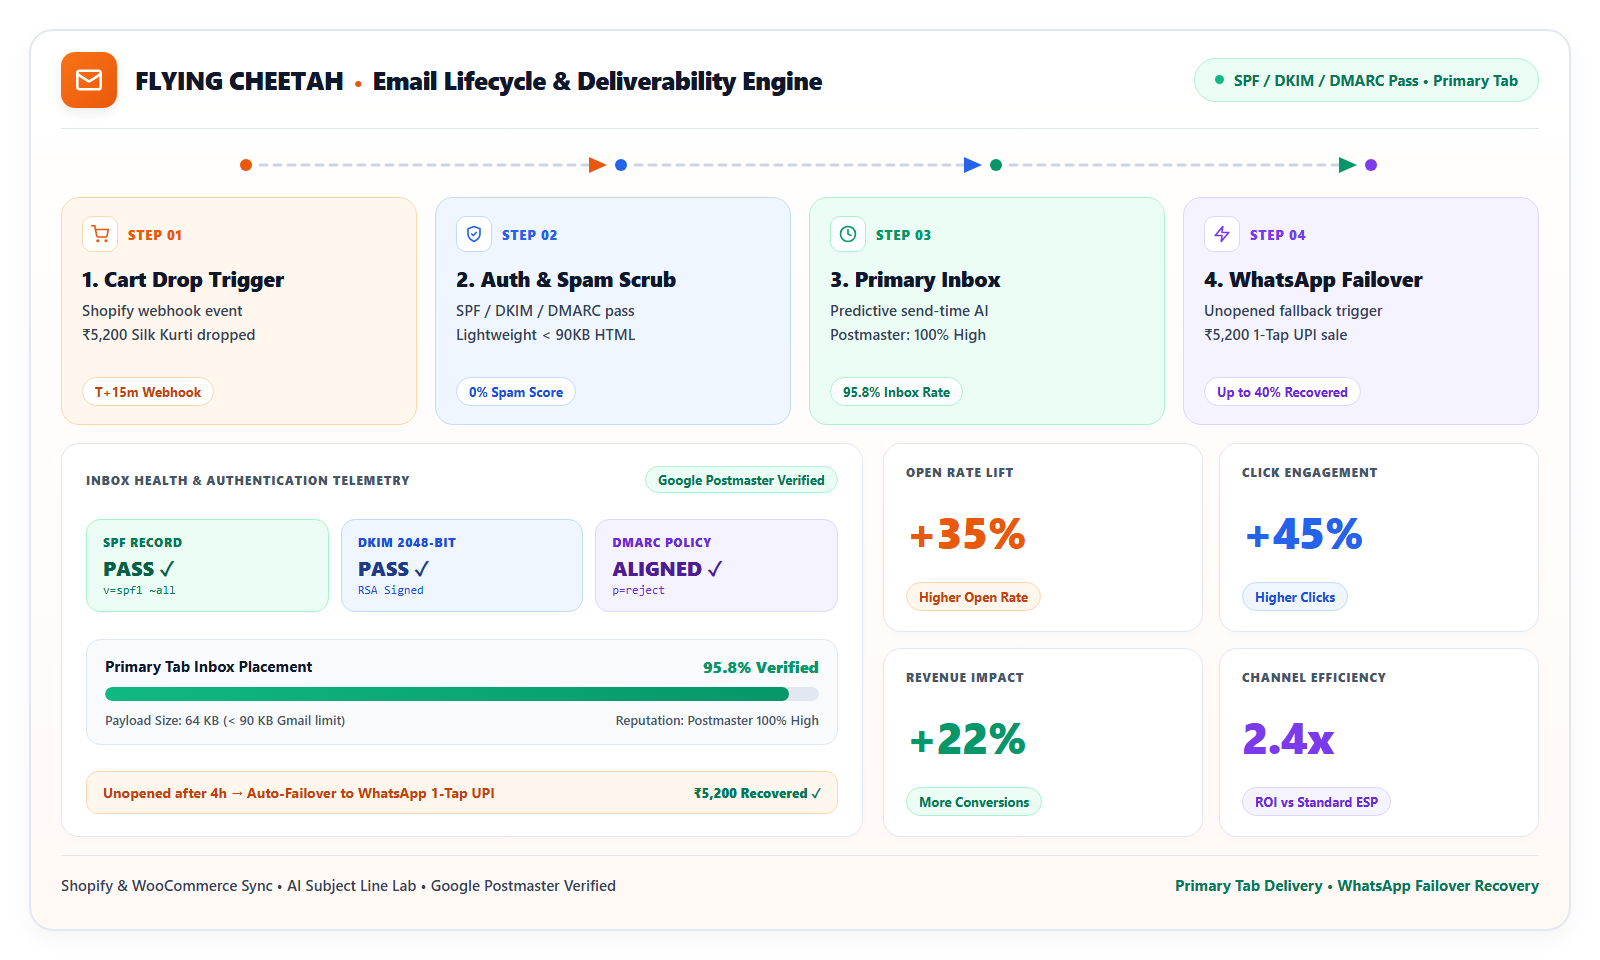 FLYING CHEETAH • Email Lifecycle & Deliverability Engine
SPF / DKIM / DMARC Pass • Primary Tab
STEP 01
1. Cart Drop Trigger
Shopify webhook event
₹5,200 Silk Kurti dropped
T+15m Webhook
STEP 02
2. Auth & Spam Scrub
SPF / DKIM / DMARC pass
Lightweight < 90KB HTML
0% Spam Score
STEP 03
3. Primary Inbox
Predictive send-time AI
Postmaster: 100% High
95.8% Inbox Rate
STEP 04
4. WhatsApp Failover
Unopened fallback trigger
₹5,200 1-Tap UPI sale
Up to 40% Recovered
INBOX HEALTH & AUTHENTICATION TELEMETRY
Google Postmaster Verified
SPF RECORD
PASS ✓
v=spf1 ~all
DKIM 2048-BIT
PASS ✓
RSA Signed
DMARC POLICY
ALIGNED ✓
p=reject
Primary Tab Inbox Placement
95.8% Verified
Payload Size: 64 KB (< 90 KB Gmail limit)
Reputation: Postmaster 100% High
Unopened after 4h → Auto-Failover to WhatsApp 1-Tap UPI
₹5,200 Recovered ✓
OPEN RATE LIFT
+35%
Higher Open Rate
CLICK ENGAGEMENT
+45%
Higher Clicks
REVENUE IMPACT
+22%
More Conversions
CHANNEL EFFICIENCY
2.4x
ROI vs Standard ESP
Shopify & WooCommerce Sync • AI Subject Line Lab • Google Postmaster Verified
Primary Tab Delivery • WhatsApp Failover Recovery